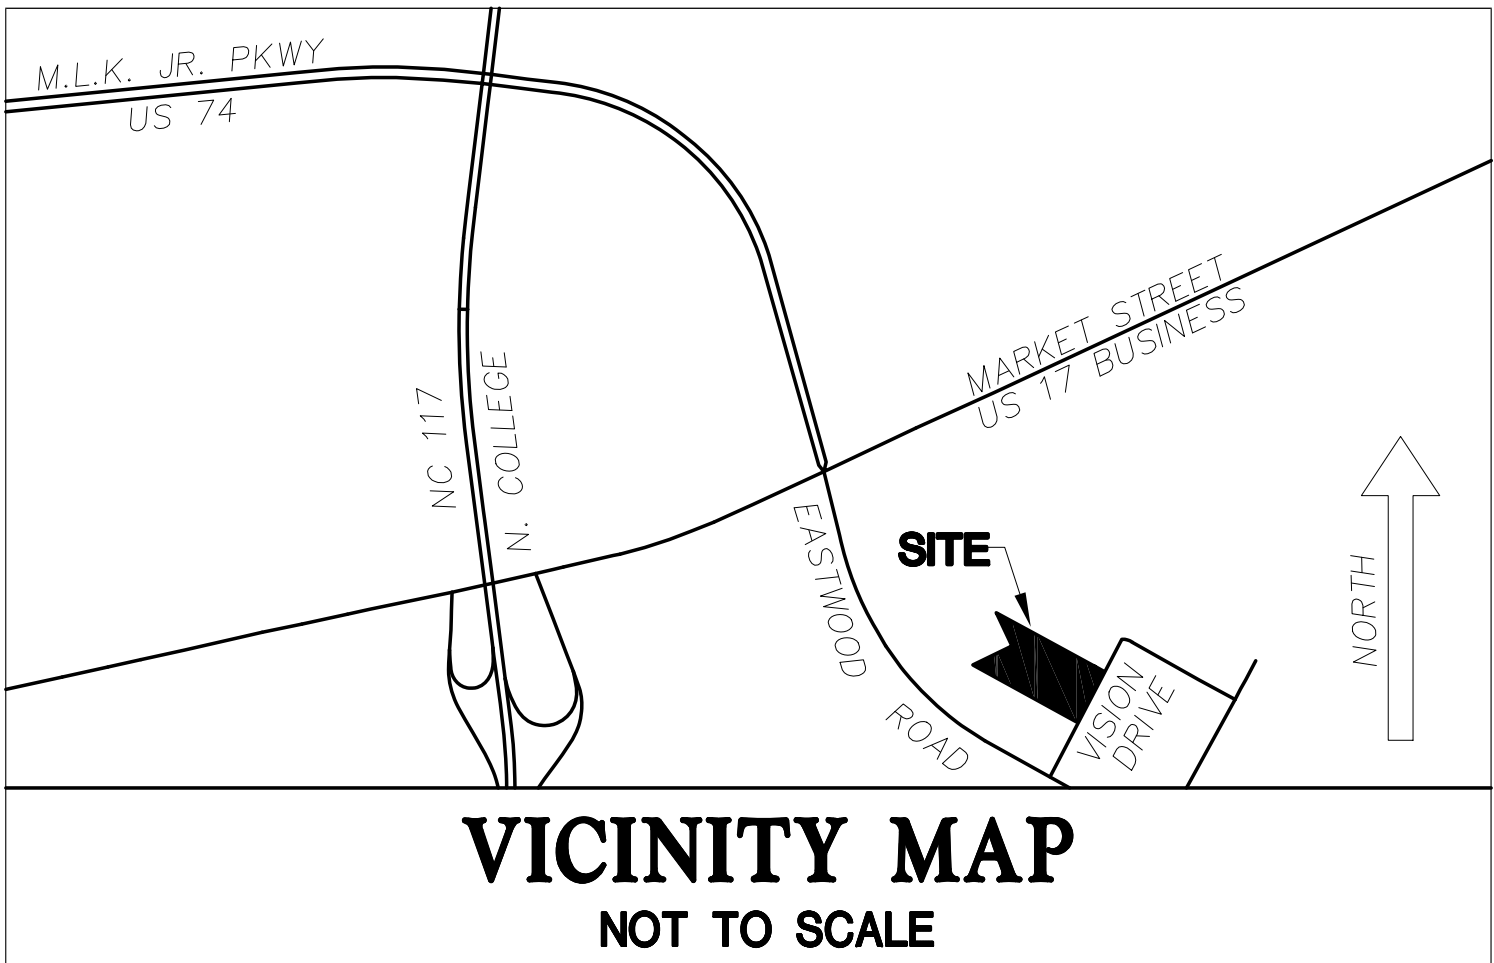 M.L.K. JR. PKWY
US 74
MARKET STREET
US 17 BUSINESS
NC 117
N. COLLEGE
EASTWOOD ROAD
SITE
NORTH
VISION
DRIVE
VICINITY MAP
NOT TO SCALE